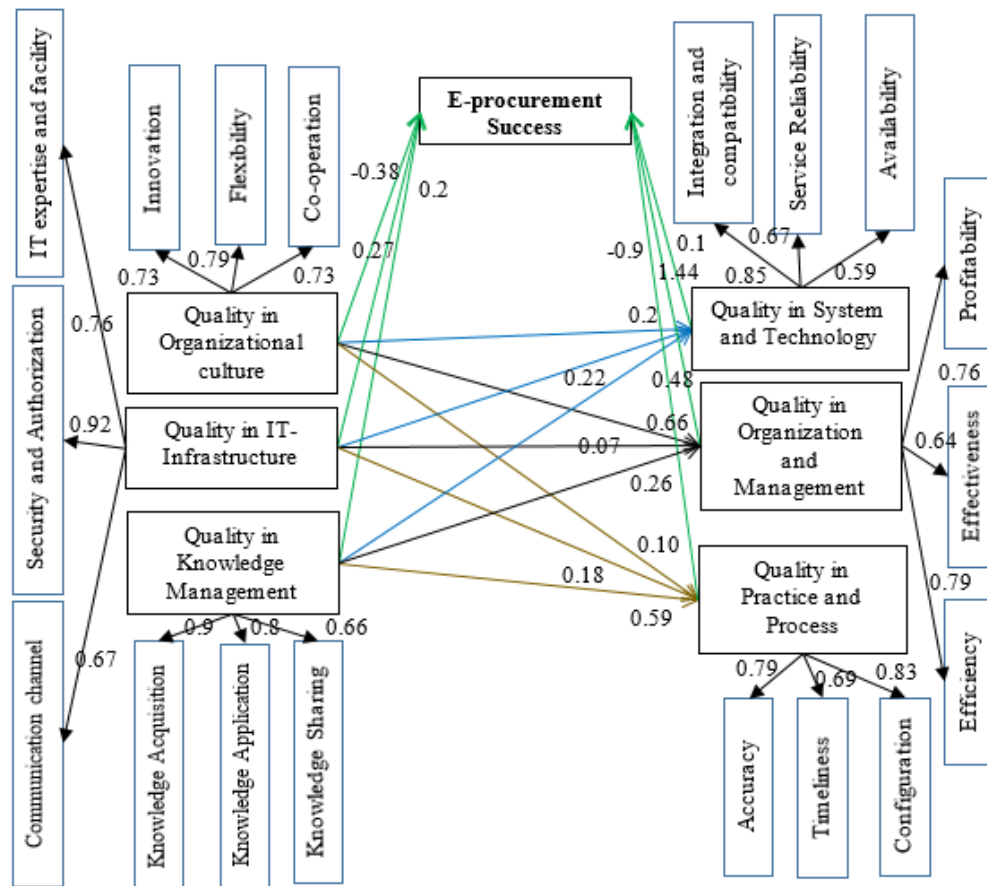 E-procurement
Success
IT expertise and facility
Security and Authorization
Communication channel
Innovation
Flexibility
Co-operation
0.73
0.79
0.73
Quality in
Organizational
culture
Quality in IT-
Infrastructure
Quality in
Knowledge
Management
0.76
0.92
0.67
0.9
0.8
0.66
Knowledge Acquisition
Knowledge Application
Knowledge Sharing
-0.38
0.2
0.27
0.2
0.22
0.48
0.66
0.07
0.26
0.10
0.18
0.59
-0.9
0.1
1.44
Integration and
compatibility
Service Reliability
Availability
0.85
0.67
0.59
Quality in System
and Technology
Quality in
Organization
and
Management
Quality in
Practice and
Process
0.76
0.64
0.79
Profitability
Effectiveness
Efficiency
0.79
0.69
0.83
Accuracy
Timeliness
Configuration